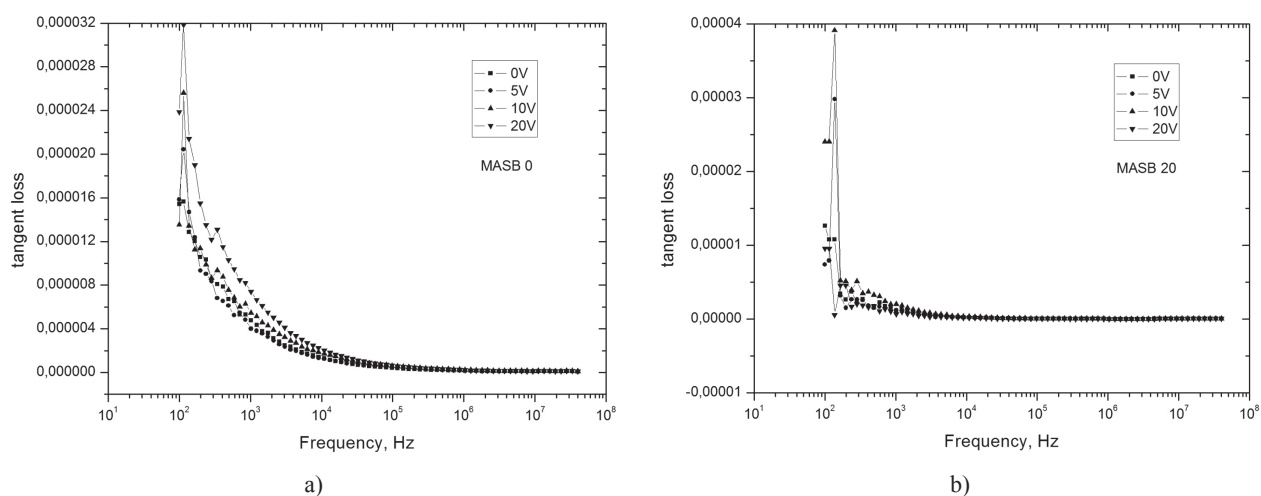 0,000032
0,000028
0,000024
0,000020
0,000016
0,000012
0,000008
0,000004
0,000000
tangent loss
0V
5V
10V
20V
MASB 0
10¹ 10² 10³ 10⁴ 10⁵ 10⁶ 10⁷ 10⁸
Frequency, Hz
a)
0,00004
0,00003
0,00002
0,00001
0,00000
-0,00001
tangent loss
0V
5V
10V
20V
MASB 20
10¹ 10² 10³ 10⁴ 10⁵ 10⁶ 10⁷ 10⁸
Frequency, Hz
b)